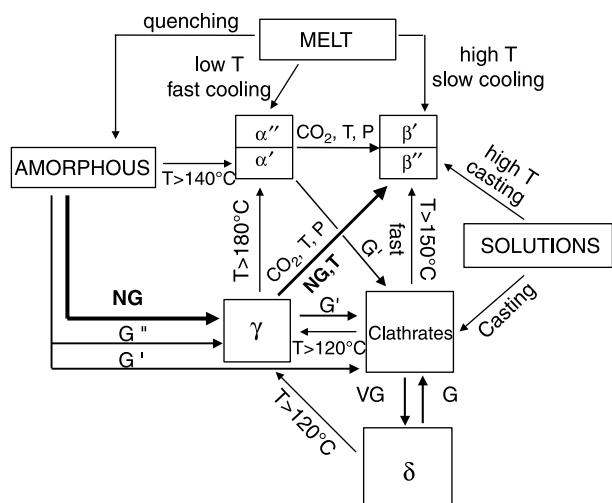 quenching
MELT
low T
fast cooling
high T
slow cooling
α″
α′
CO₂, T, P
β′
β″
AMORPHOUS
T>140°C
high T
casting
T>180°C
CO₂, T, P
NG,T
G'
fast
T>150°C
SOLUTIONS
NG
G "
G '
γ
G'
T>120°C
Clathrates
Casting
T>120°C
VG
G
δ